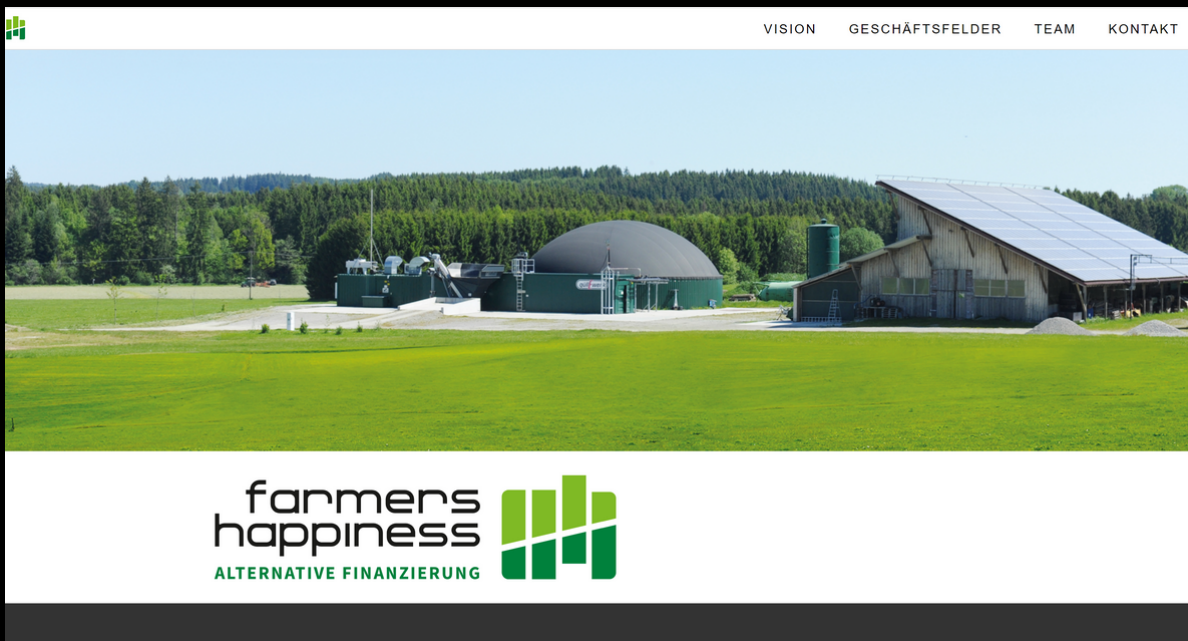 VISION GESCHÄFTSFELDER TEAM KONTAKT
farmers
happiness
ALTERNATIVE FINANZIERUNG